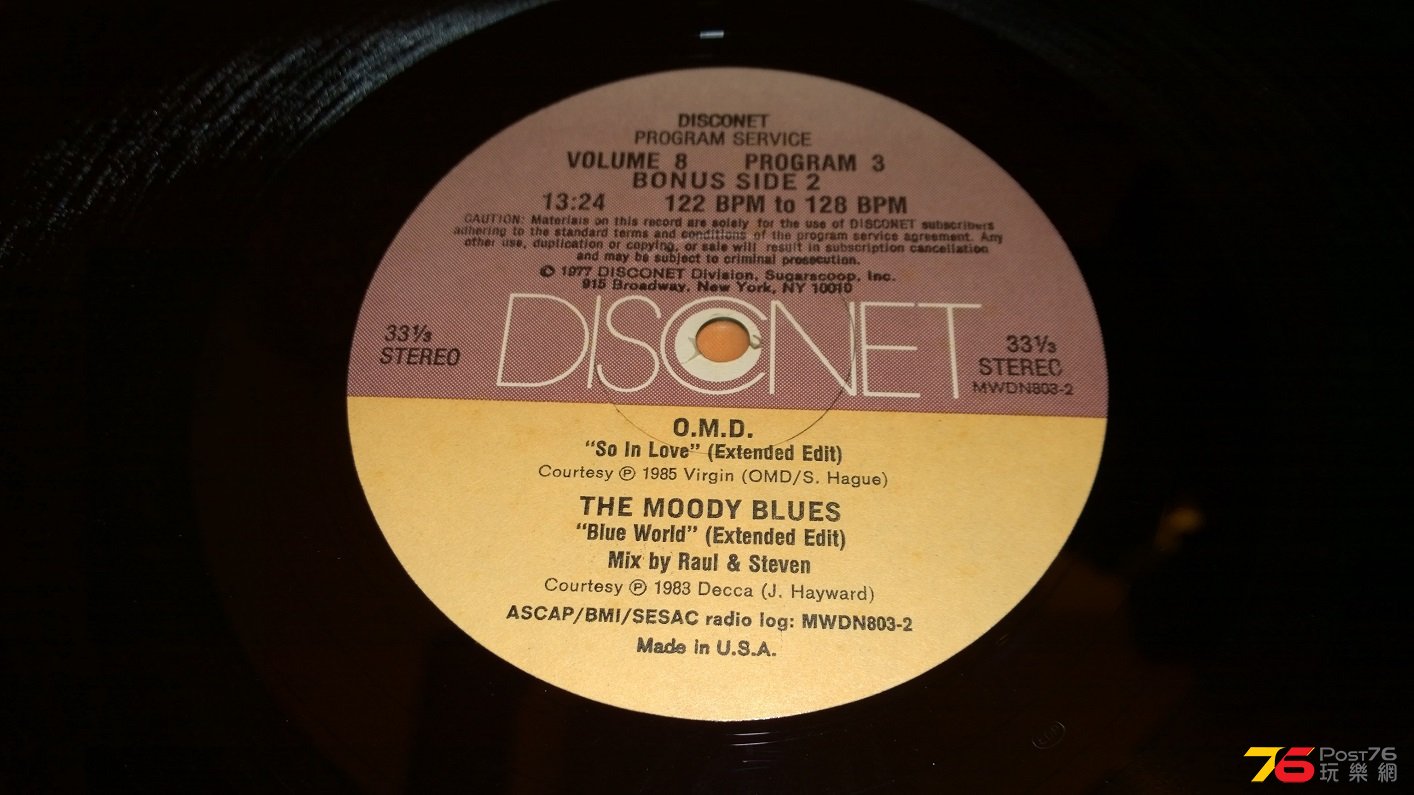 DISCONET
PROGRAM SERVICE
VOLUME 8 PROGRAM 3
BONUS SIDE 2
13:24 122 BPM to 128 BPM
CAUTION: Materials on this record are solely for the use of DISCONET subscribers
adhering to the standard terms and conditions of the program service agreement. Any
other use, duplication or copying, or sale will result in subscription cancellation
and may be subject to criminal prosecution.
© 1977 DISCONET Division, Sugarscoop, Inc.
915 Broadway, New York, NY 10010
DISCONET
33⅓
STEREO
33⅓
STEREO
MWDN803-2
O.M.D.
"So In Love" (Extended Edit)
Courtesy ℗ 1985 Virgin (OMD/S. Hague)
THE MOODY BLUES
"Blue World" (Extended Edit)
Mix by Raul & Steven
Courtesy ℗ 1983 Decca (J. Hayward)
ASCAP/BMI/SESAC radio log: MWDN803-2
Made in U.S.A.
76 POST76
玩樂網